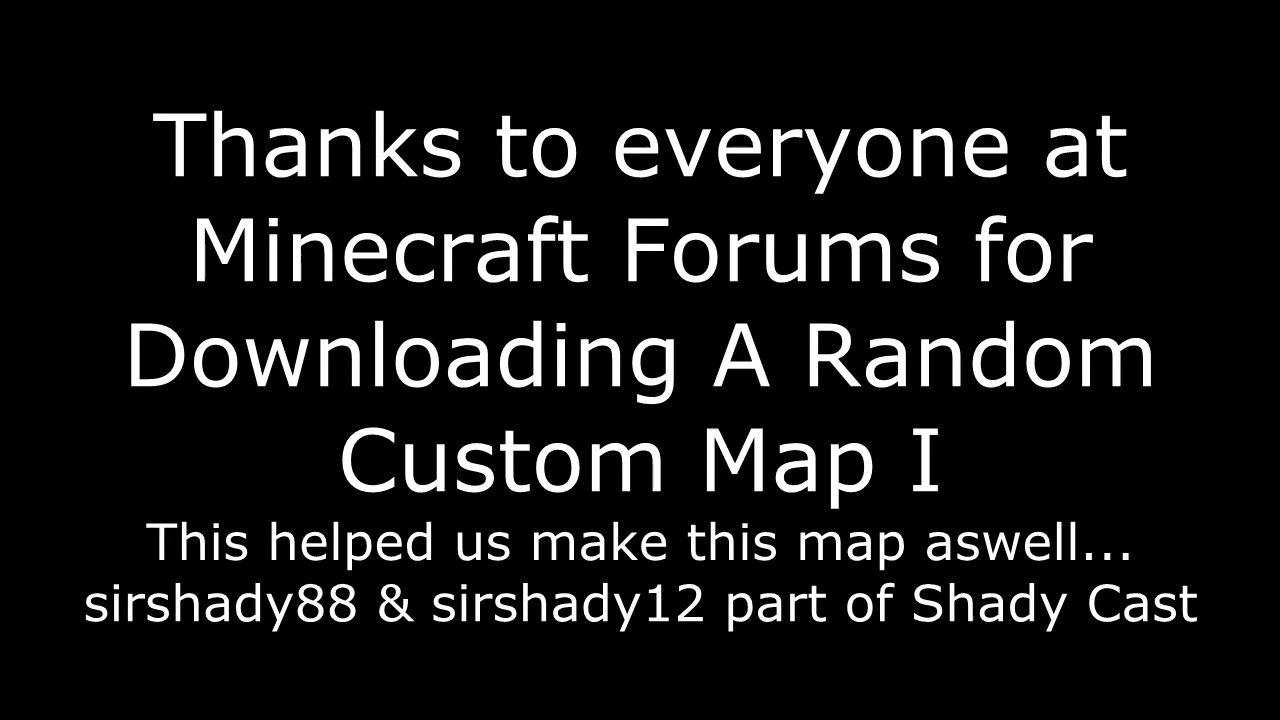 Thanks to everyone at
Minecraft Forums for
Downloading A Random
Custom Map I
This helped us make this map aswell...
sirshady88 & sirshady12 part of Shady Cast